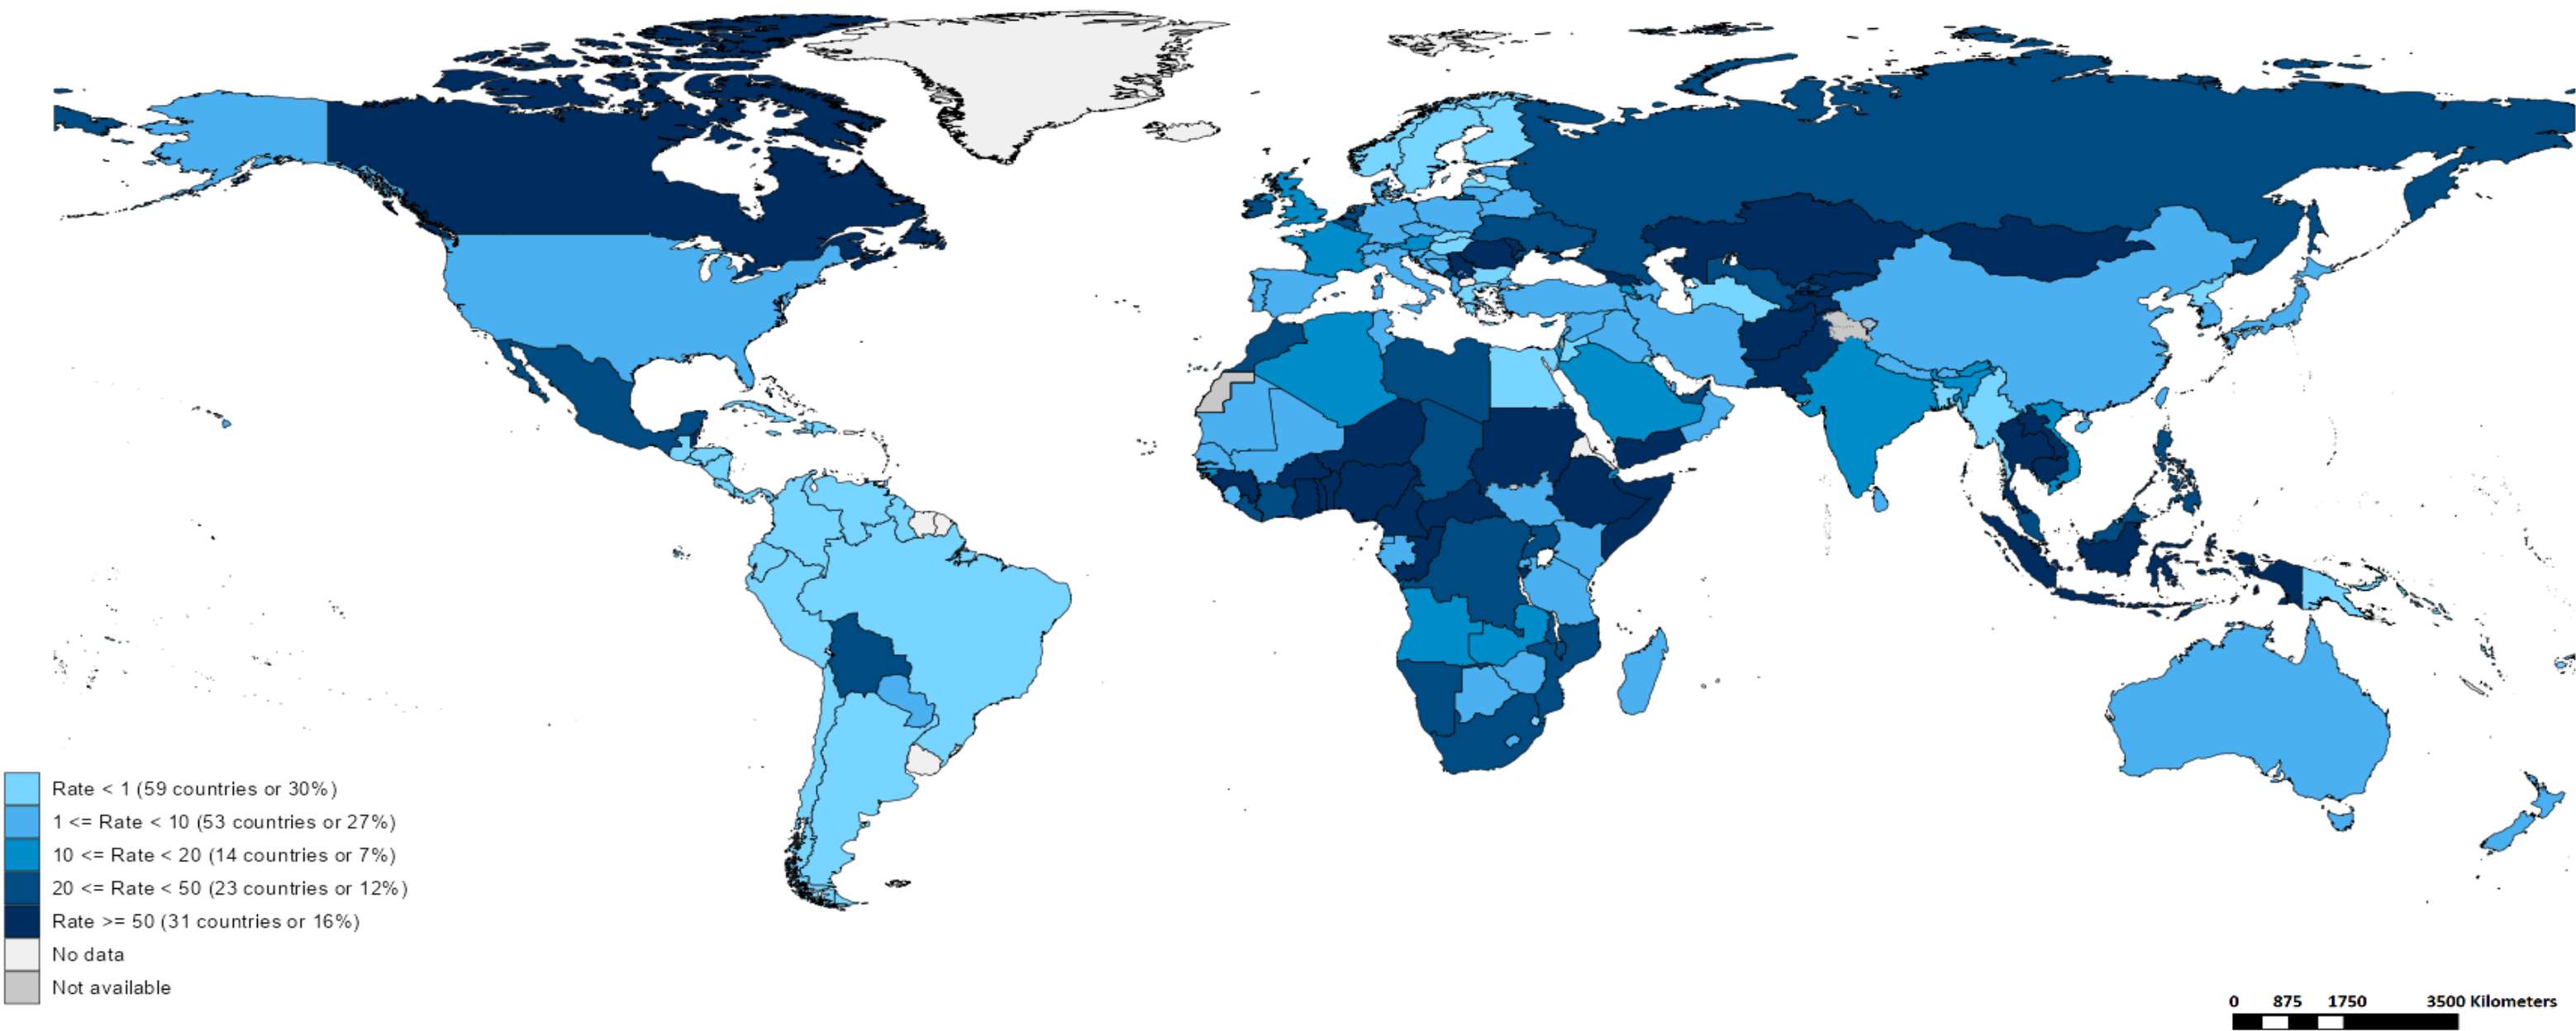 Rate < 1 (59 countries or 30%)
1 <= Rate < 10 (53 countries or 27%)
10 <= Rate < 20 (14 countries or 7%)
20 <= Rate < 50 (23 countries or 12%)
Rate >= 50 (31 countries or 16%)
No data
Not available
0 875 1750 3500 Kilometers